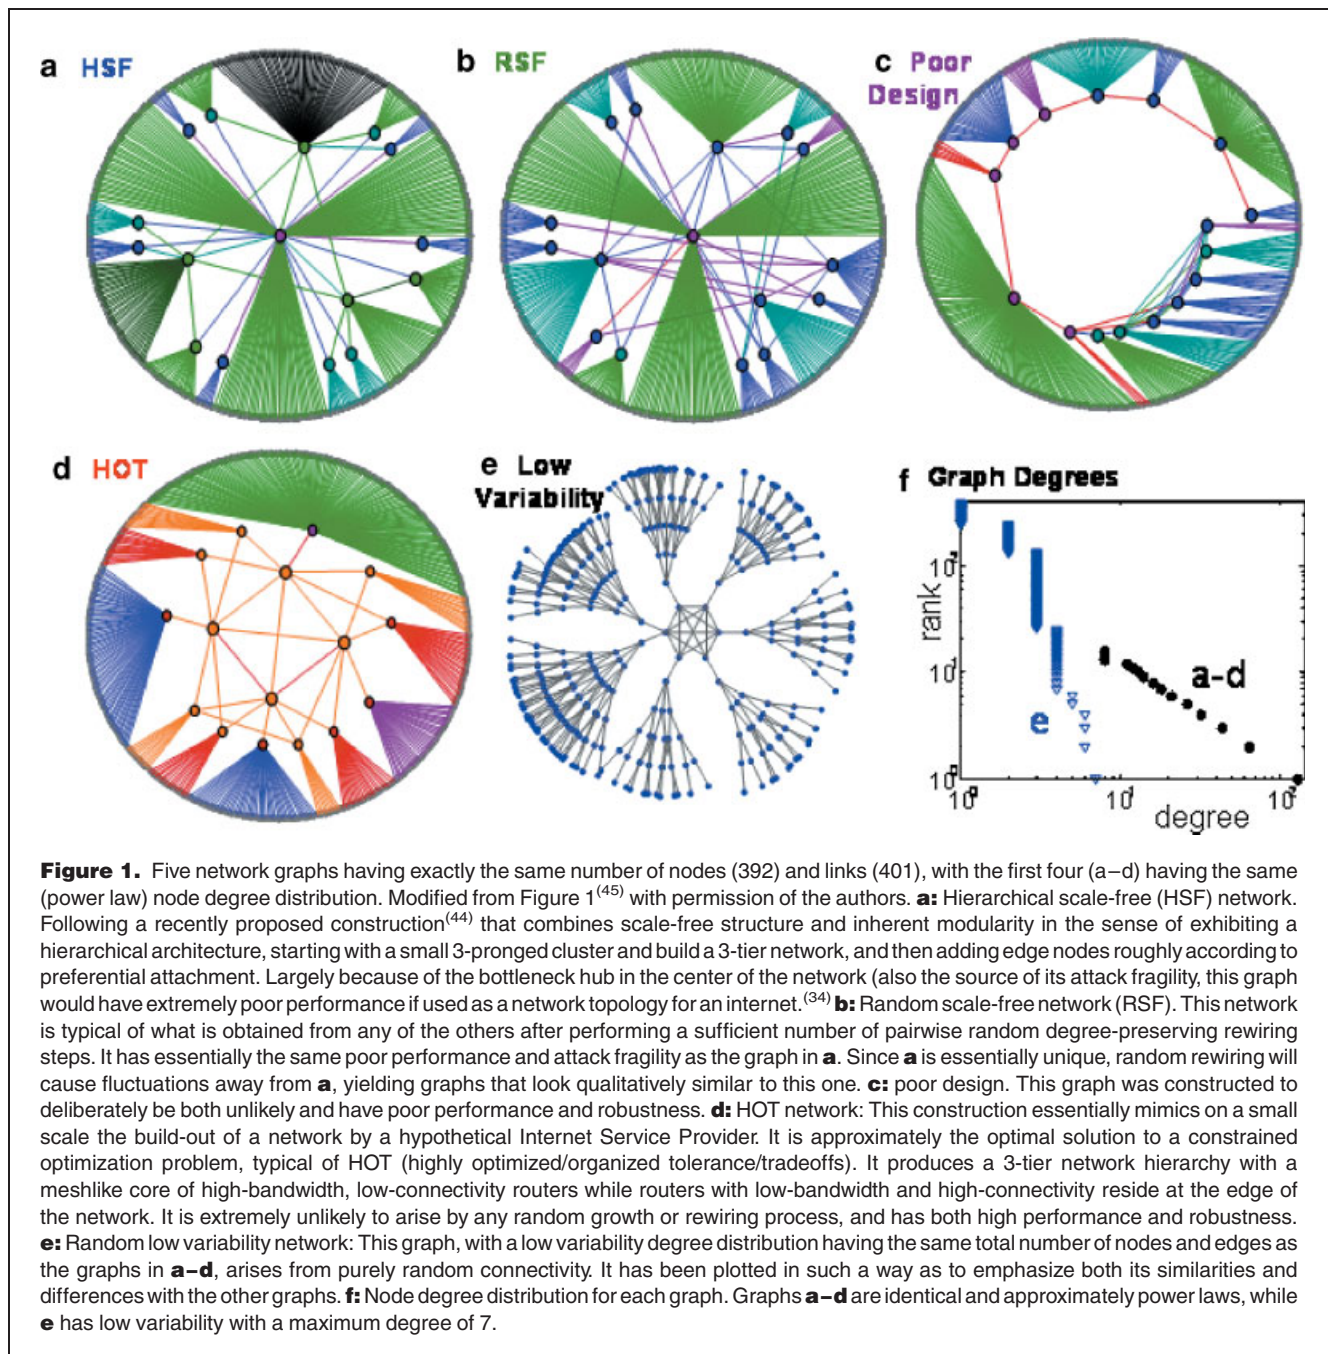 a HSF
b RSF
c Poor
Design
d HOT
e Low
Variability
f Graph Degrees
10²
10¹
10⁰
rank
e
a-d
10⁰ 10¹ 10²
degree
Figure 1. Five network graphs having exactly the same number of nodes (392) and links (401), with the first four (a–d) having the same
(power law) node degree distribution. Modified from Figure 1(45) with permission of the authors. a: Hierarchical scale-free (HSF) network.
Following a recently proposed construction(44) that combines scale-free structure and inherent modularity in the sense of exhibiting a
hierarchical architecture, starting with a small 3-pronged cluster and build a 3-tier network, and then adding edge nodes roughly according to
preferential attachment. Largely because of the bottleneck hub in the center of the network (also the source of its attack fragility, this graph
would have extremely poor performance if used as a network topology for an internet.(34) b: Random scale-free network (RSF). This network
is typical of what is obtained from any of the others after performing a sufficient number of pairwise random degree-preserving rewiring
steps. It has essentially the same poor performance and attack fragility as the graph in a. Since a is essentially unique, random rewiring will
cause fluctuations away from a, yielding graphs that look qualitatively similar to this one. c: poor design. This graph was constructed to
deliberately be both unlikely and have poor performance and robustness. d: HOT network: This construction essentially mimics on a small
scale the build-out of a network by a hypothetical Internet Service Provider. It is approximately the optimal solution to a constrained
optimization problem, typical of HOT (highly optimized/organized tolerance/tradeoffs). It produces a 3-tier network hierarchy with a
meshlike core of high-bandwidth, low-connectivity routers while routers with low-bandwidth and high-connectivity reside at the edge of
the network. It is extremely unlikely to arise by any random growth or rewiring process, and has both high performance and robustness.
e: Random low variability network: This graph, with a low variability degree distribution having the same total number of nodes and edges as
the graphs in a–d, arises from purely random connectivity. It has been plotted in such a way as to emphasize both its similarities and
differences with the other graphs. f: Node degree distribution for each graph. Graphs a–d are identical and approximately power laws, while
e has low variability with a maximum degree of 7.